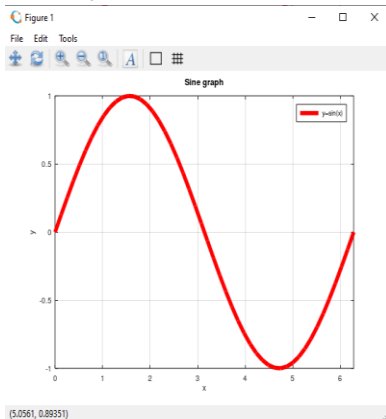 Figure 1
File Edit Tools
A
Sine graph
y=sin(x)
1
0.5
0
-0.5
-1
y
0 1 2 3 4 5 6
x
(5.0561, 0.89351)